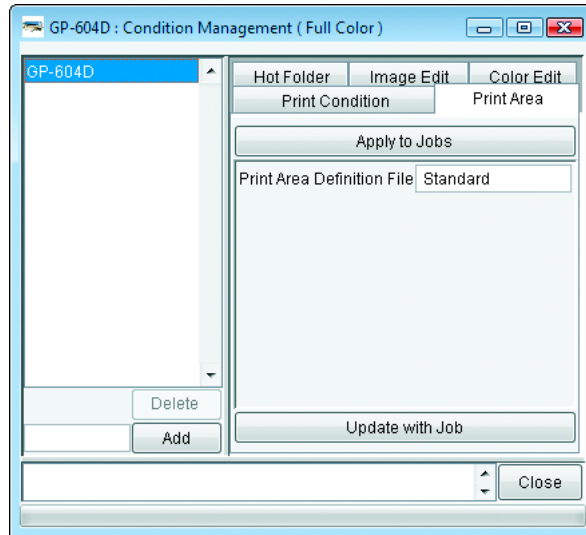 GP-604D : Condition Management ( Full Color )
GP-604D
Hot Folder Image Edit Color Edit
Print Condition Print Area
Apply to Jobs
Print Area Definition File Standard
Delete
Add
Update with Job
Close